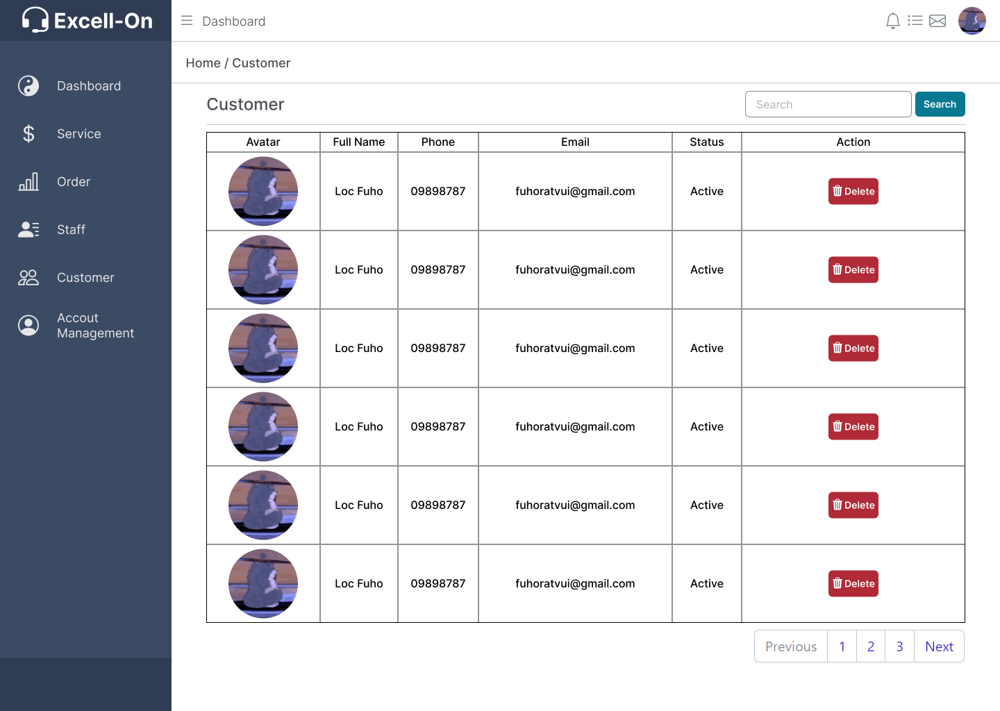 Excell-On
Dashboard
Home / Customer
Dashboard
Service
Order
Staff
Customer
Accout
Management
Customer
Search
Search
Avatar Full Name Phone Email Status Action
Loc Fuho 09898787 fuhoratvui@gmail.com Active Delete
Loc Fuho 09898787 fuhoratvui@gmail.com Active Delete
Loc Fuho 09898787 fuhoratvui@gmail.com Active Delete
Loc Fuho 09898787 fuhoratvui@gmail.com Active Delete
Loc Fuho 09898787 fuhoratvui@gmail.com Active Delete
Loc Fuho 09898787 fuhoratvui@gmail.com Active Delete
Previous 1 2 3 Next